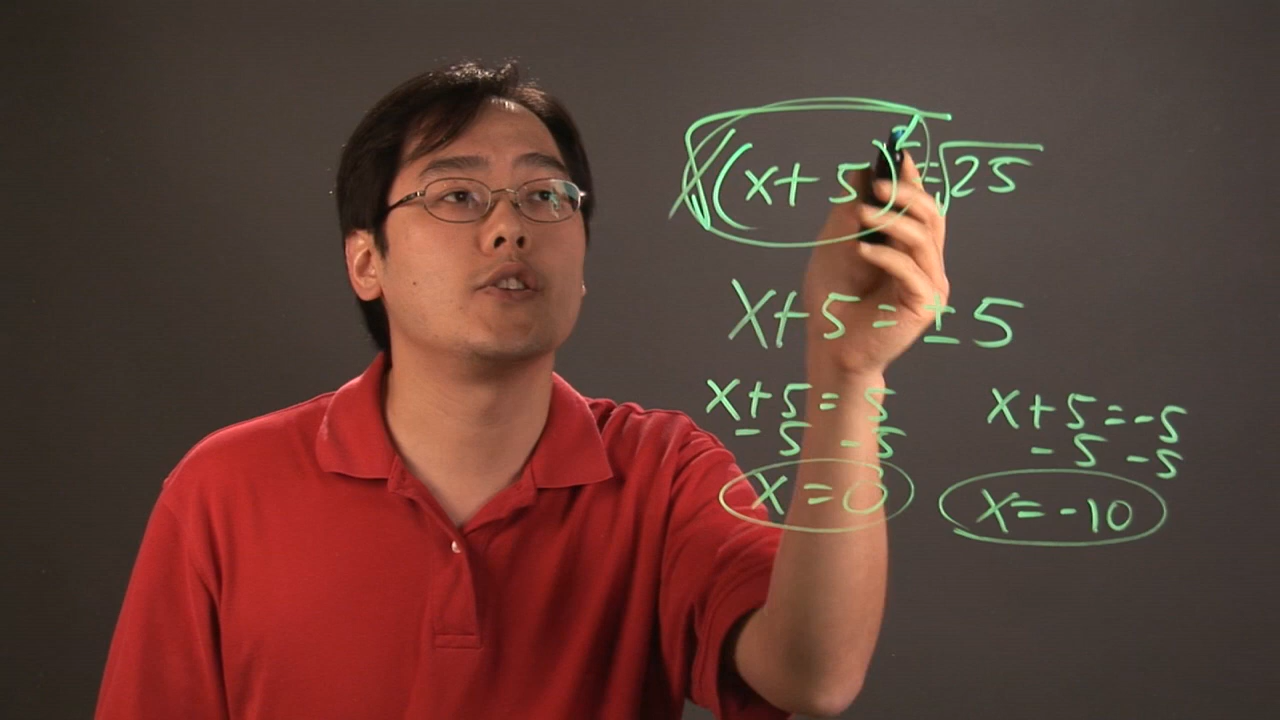 √(x+5)² = √25
x+5 = ±5
x+5 = 5 x+5 = -5
-5 -5 -5 -5
x = 0 x = -10